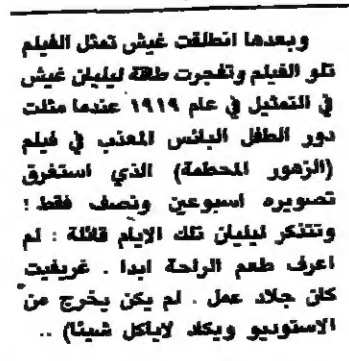 وبعدها انطلقت غيش تمثل الفيلم
تلو الفيلم وتفجرت طاقة ليليان غيش
في التمثيل في عام ١٩١٩ عندما مثلت
دور الطفل البائس المعذب في فيلم
(الزهور المحطمة) الذي استغرق
تصويره اسبوعين ونصف فقط !
وتتذكر ليليان تلك الايام قائلة : لم
اعرف طعم الراحة ابدا . غريفيت
كان جلاد عمل . لم يكن يخرج من
الاستوديو ويكاد لاياكل شيئا) ..